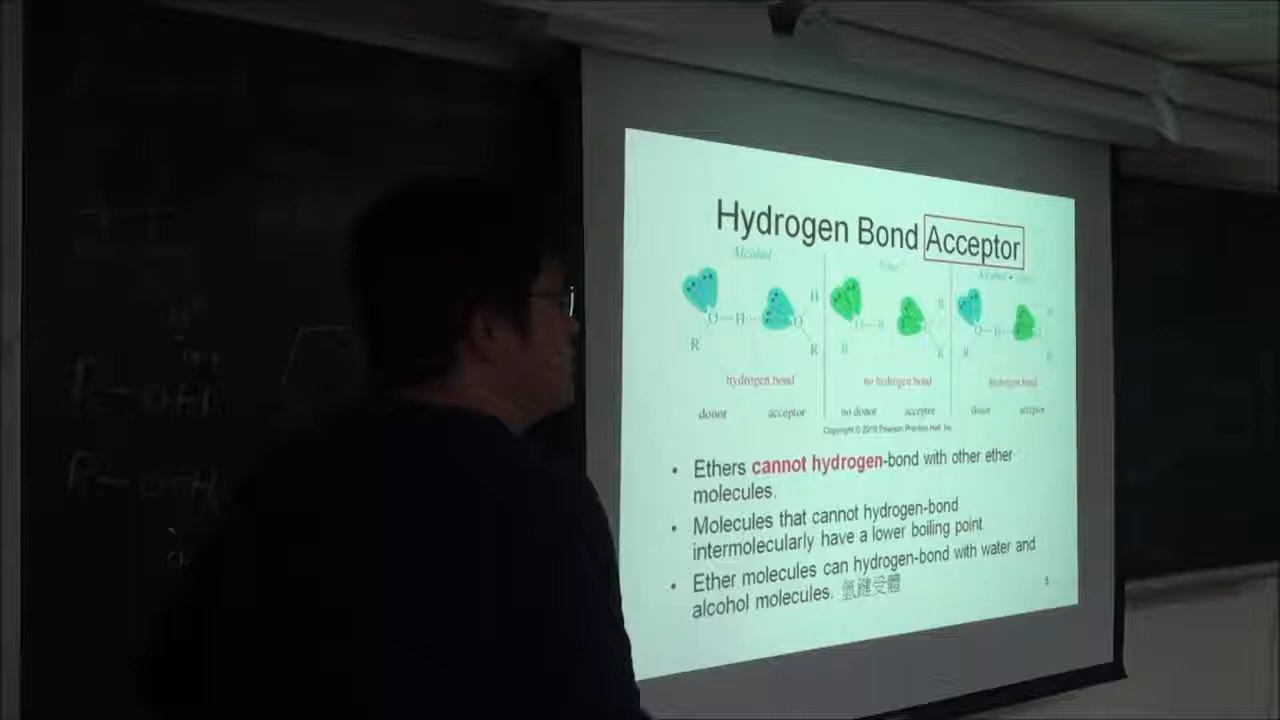 Hydrogen Bond Acceptor
Alcohol
O—H
O
H
R
R
O
R
R
R
O—H
R
hydrogen bond
no hydrogen bond
hydrogen bond
donor
acceptor
no donor
acceptor
donor
acceptor
Copyright © 2010 Pearson Prentice Hall, Inc.
• Ethers cannot hydrogen-bond with other ether
molecules.
• Molecules that cannot hydrogen-bond
intermolecularly have a lower boiling point
• Ether molecules can hydrogen-bond with water and
alcohol molecules. 氫鍵受體
5